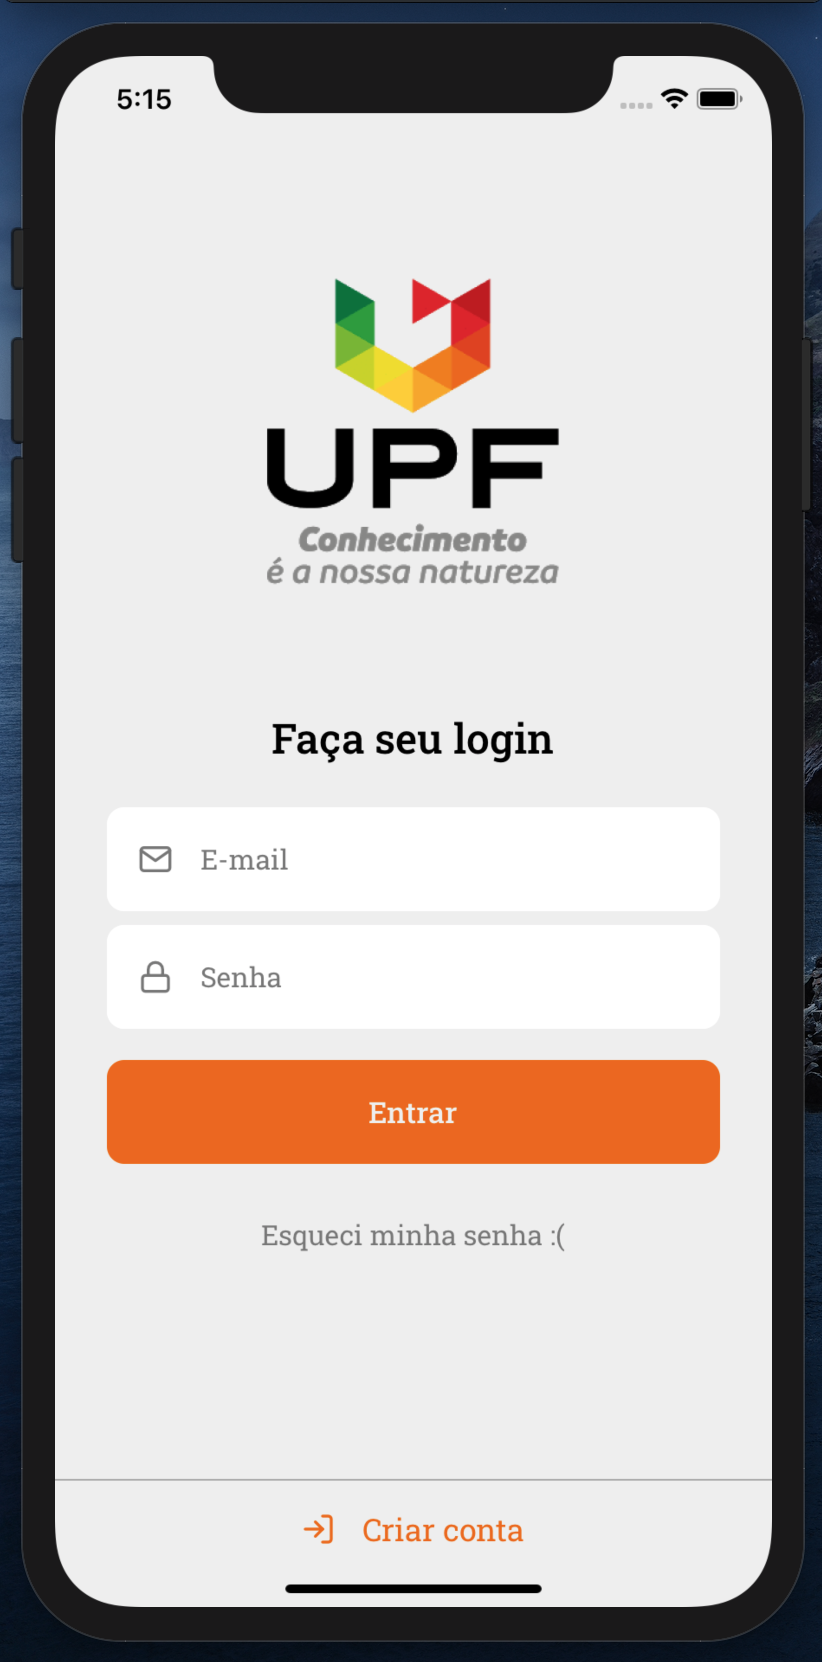 5:15
UPF
Conhecimento
é a nossa natureza
Faça seu login
E-mail
Senha
Entrar
Esqueci minha senha :(
Criar conta